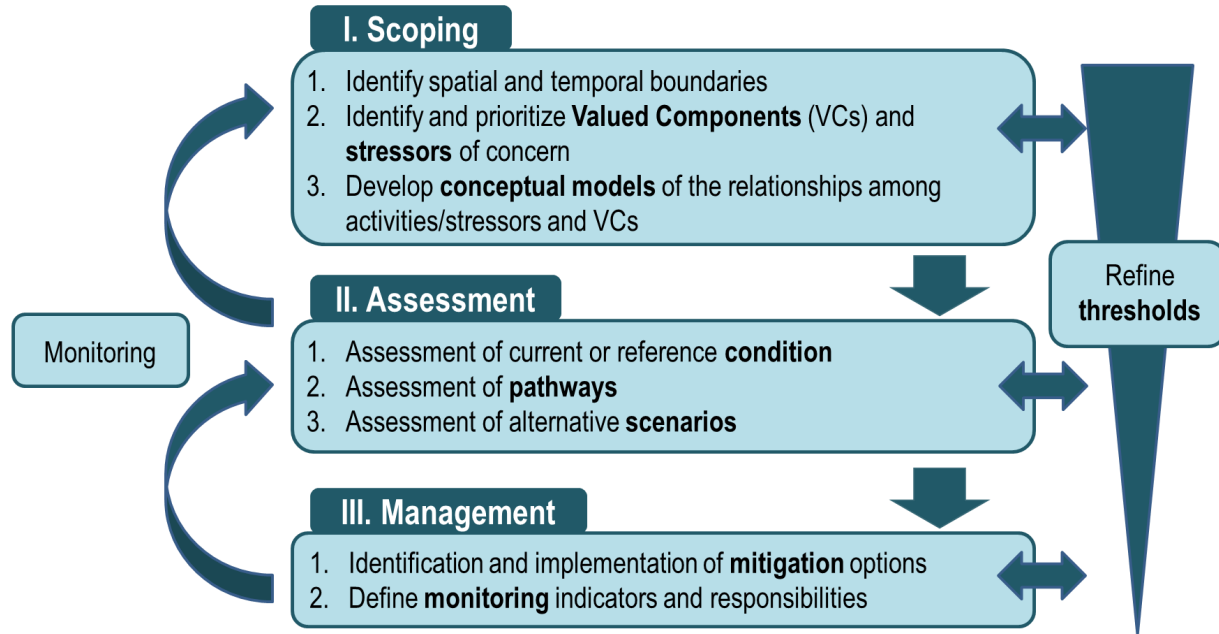 I. Scoping
1. Identify spatial and temporal boundaries
2. Identify and prioritize Valued Components (VCs) and
stressors of concern
3. Develop conceptual models of the relationships among
activities/stressors and VCs
II. Assessment
1. Assessment of current or reference condition
2. Assessment of pathways
3. Assessment of alternative scenarios
III. Management
1. Identification and implementation of mitigation options
2. Define monitoring indicators and responsibilities
Monitoring
Refine
thresholds